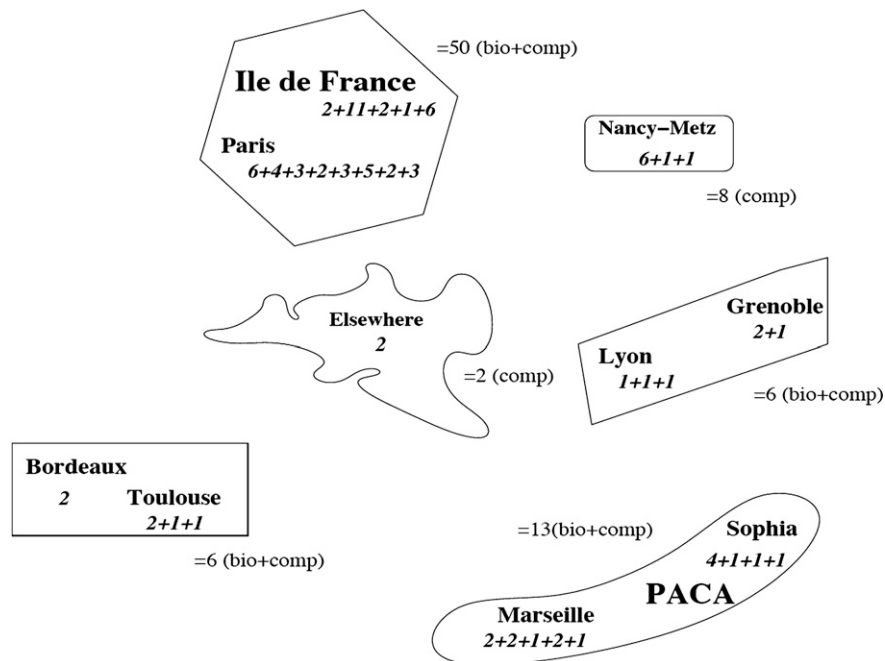 =50 (bio+comp)
Ile de France
2+11+2+1+6
Paris
6+4+3+2+3+5+2+3
Nancy−Metz
6+1+1
=8 (comp)
Elsewhere
2
=2 (comp)
Grenoble
2+1
Lyon
1+1+1
=6 (bio+comp)
Bordeaux
2
Toulouse
2+1+1
=6 (bio+comp)
=13(bio+comp)
Sophia
4+1+1+1
PACA
Marseille
2+2+1+2+1